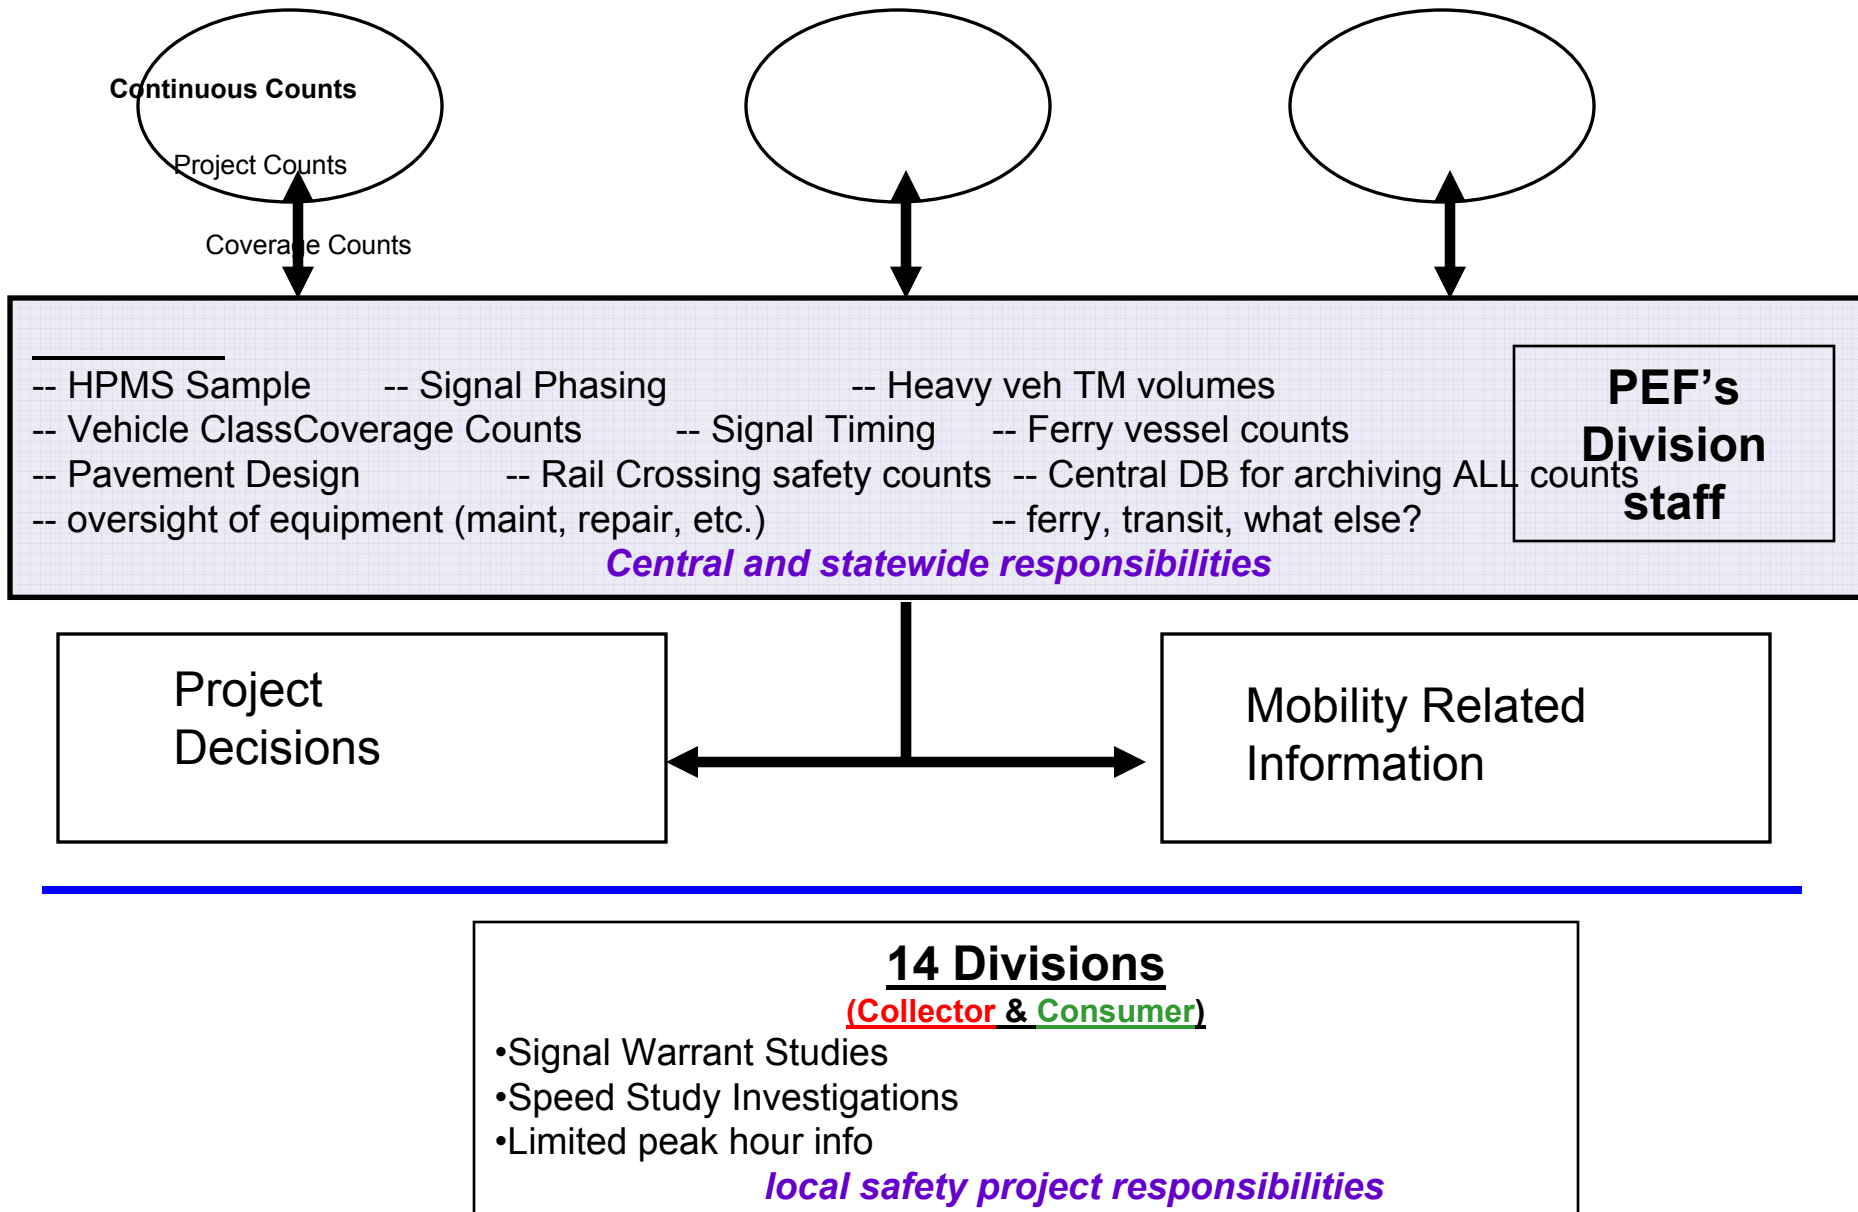 Continuous Counts
Project Counts
Coverage Counts
-- HPMS Sample -- Signal Phasing -- Heavy veh TM volumes
-- Vehicle ClassCoverage Counts -- Signal Timing -- Ferry vessel counts
-- Pavement Design -- Rail Crossing safety counts -- Central DB for archiving ALL counts
-- oversight of equipment (maint, repair, etc.) -- ferry, transit, what else?
Central and statewide responsibilities
PEF's
Division
staff
Project
Decisions
Mobility Related
Information
14 Divisions
(Collector & Consumer)
•Signal Warrant Studies
•Speed Study Investigations
•Limited peak hour info
local safety project responsibilities